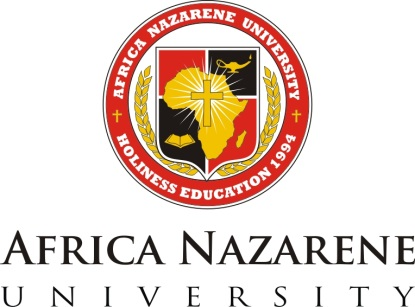 AFRICA NAZARENE UNIVERSITY
HOLINESS EDUCATION 1994
AFRICA NAZARENE
UNIVERSITY